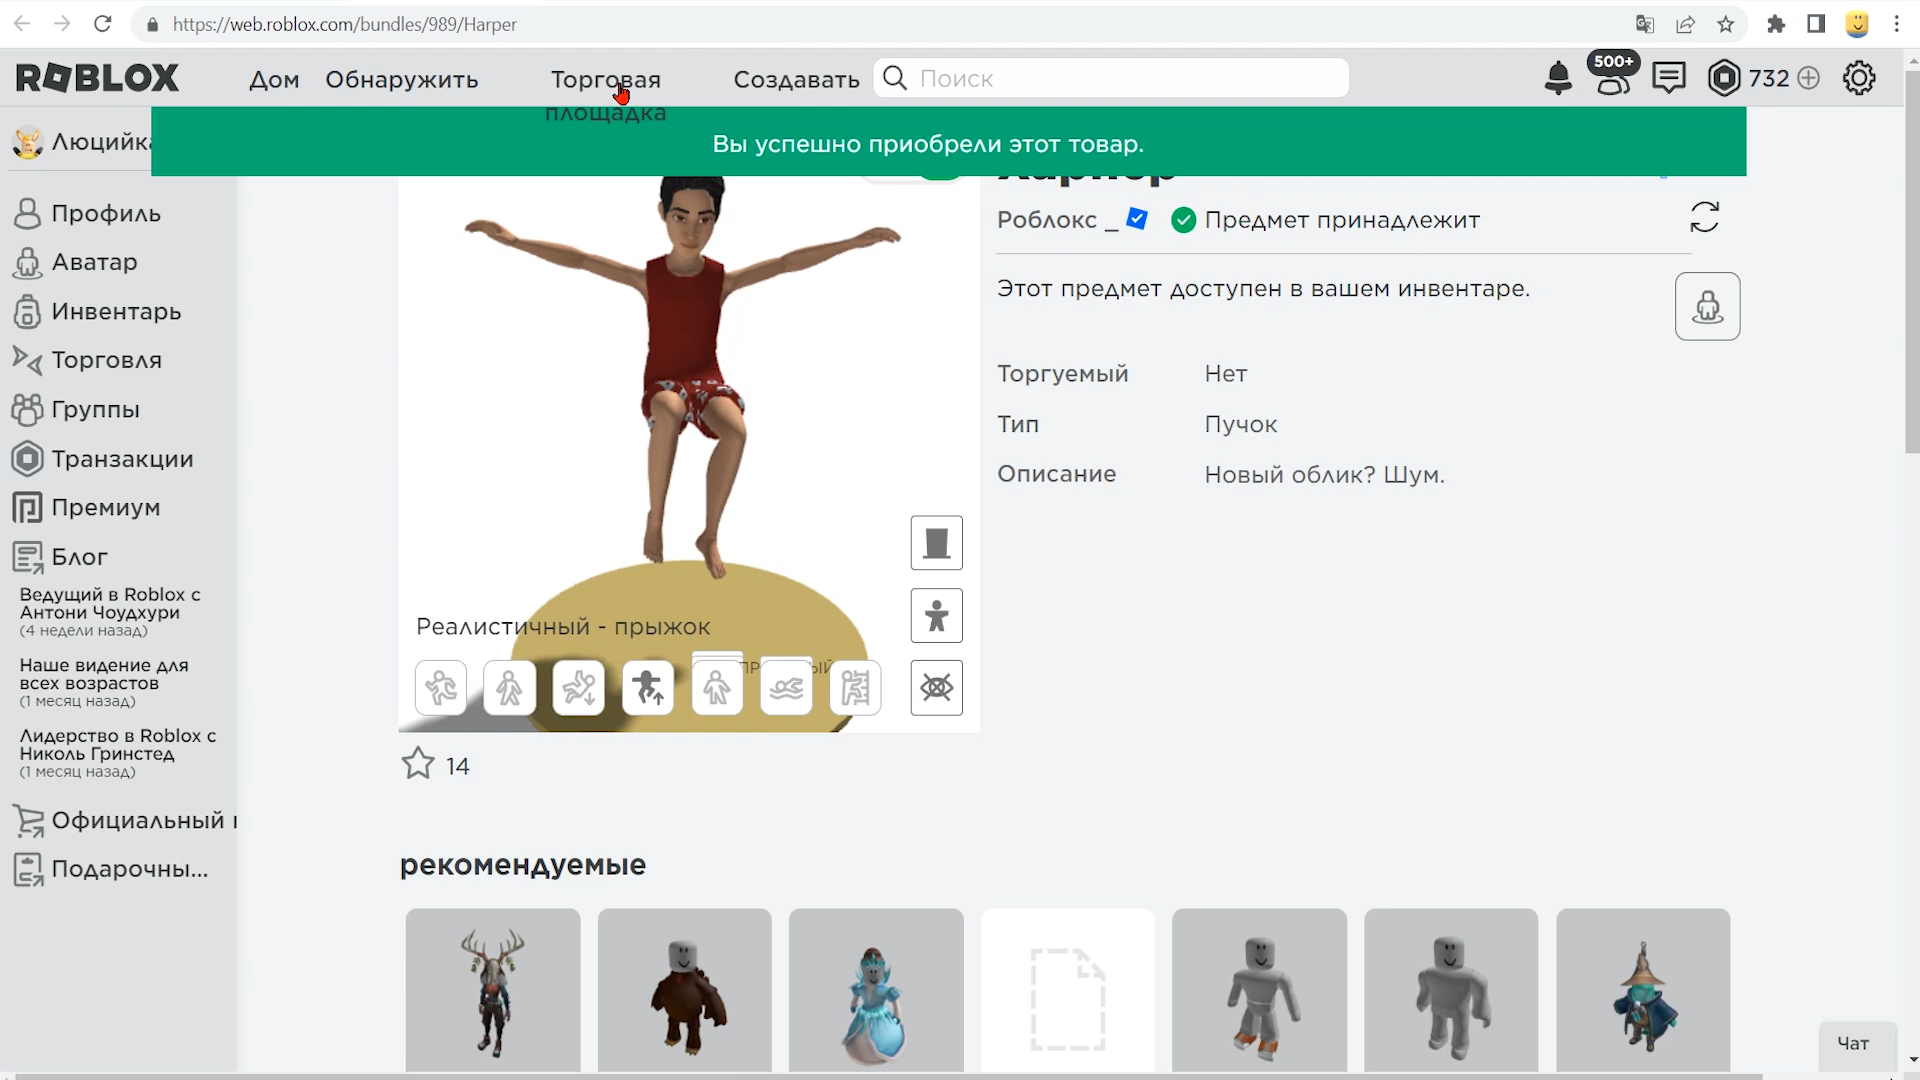 https://web.roblox.com/bundles/989/Harper
ROBLOX
Дом
Обнаружить
Торговая
площадка
Создавать
Поиск
500+
732
Вы успешно приобрели этот товар.
Профиль
Аватар
Инвентарь
Торговля
Группы
Транзакции
Премиум
Блог
Ведущий в Roblox с
Антони Чоудхури
(4 недели назад)
Наше видение для
всех возрастов
(1 месяц назад)
Лидерство в Roblox с
Николь Гринстед
(1 месяц назад)
Официальный
Подарочны...
Роблокс _
Предмет принадлежит
Этот предмет доступен в вашем инвентаре.
Торгуемый Нет
Тип Пучок
Описание Новый облик? Шум.
Реалистичный - прыжок
14
рекомендуемые
Чат